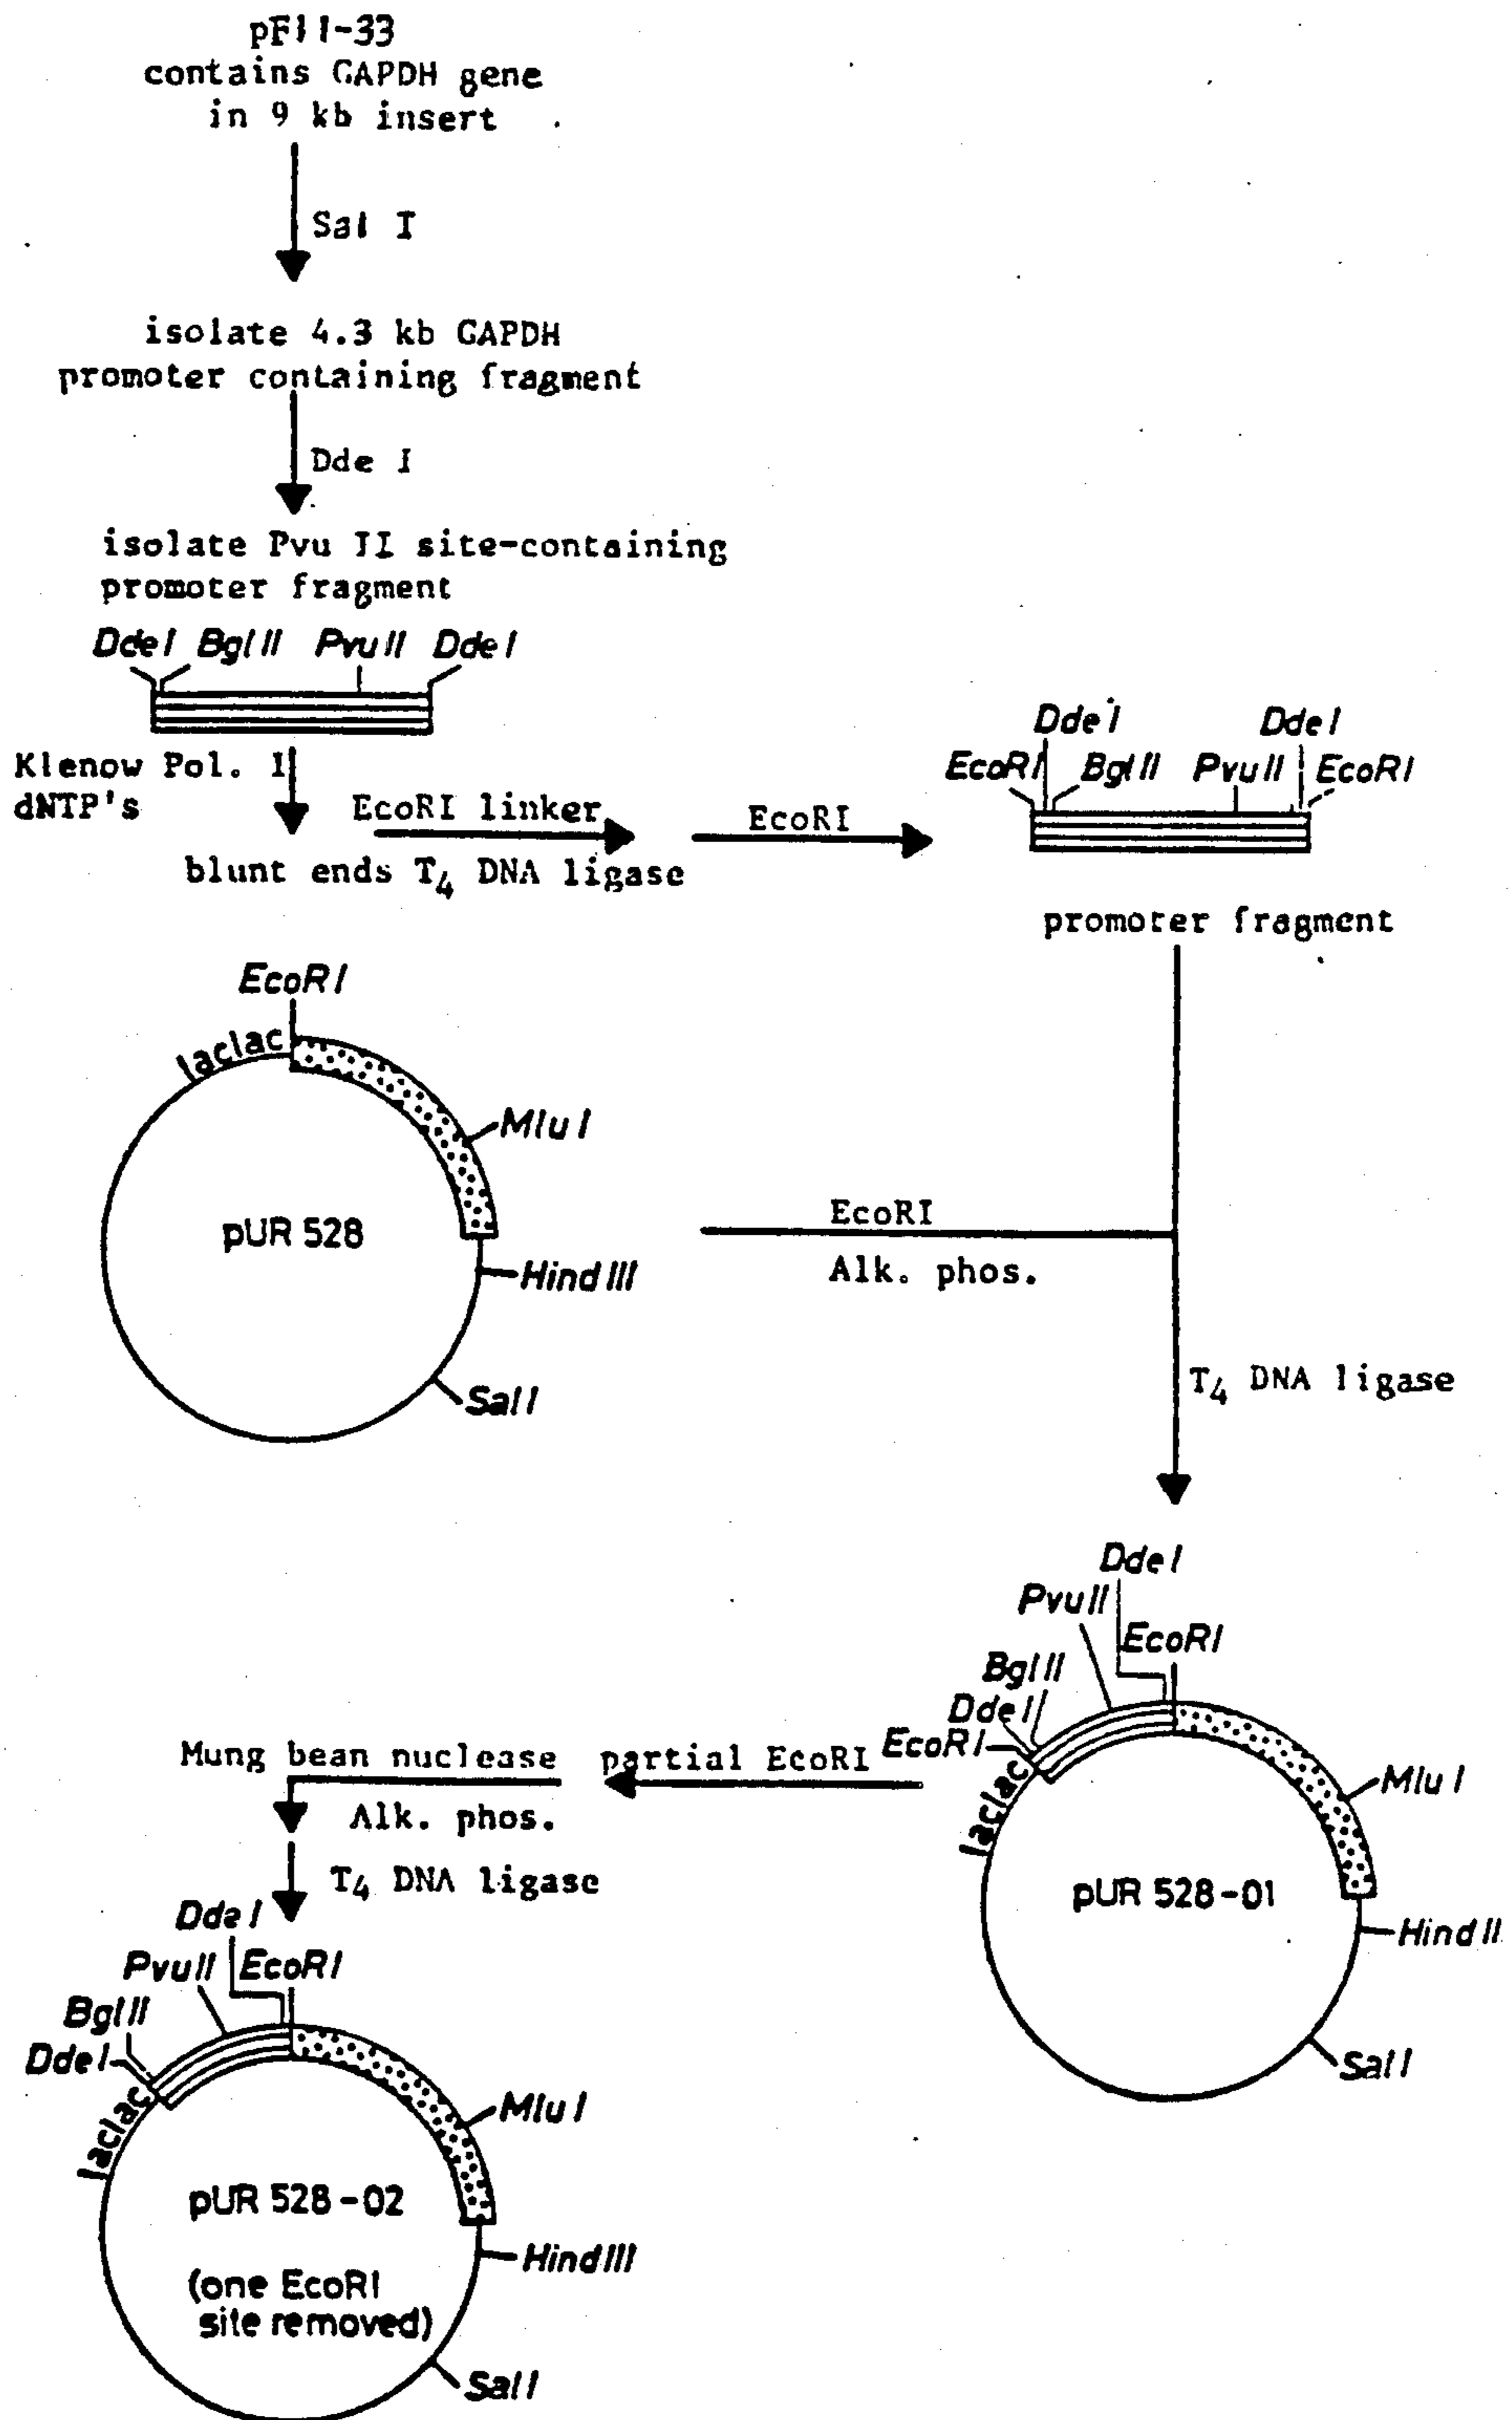 pF11-33
contains GAPDH gene
in 9 kb insert
Sal I
isolate 4.3 kb GAPDH
promoter containing fragment
Dde I
isolate Pvu II site-containing
promoter fragment
DdeI BglII PvuII DdeI
Klenow Pol. 1
dNTP's
EcoRI linker
blunt ends T4 DNA ligase
EcoRI
DdeI DdeI
EcoRI BglII PvuII EcoRI
promoter fragment
EcoRI
laclac
MluI
pUR 528
HindIII
SalI
EcoRI
Alk. phos.
T4 DNA ligase
DdeI
PvuII
EcoRI
BglII
DdeI
EcoRI
laclac
MluI
pUR 528-01
HindII
SalI
partial EcoRI
Mung bean nuclease
Alk. phos.
T4 DNA ligase
DdeI
PvuII EcoRI
BglII
DdeI
laclac
MluI
pUR 528-02
(one EcoRI
site removed)
HindIII
SalI